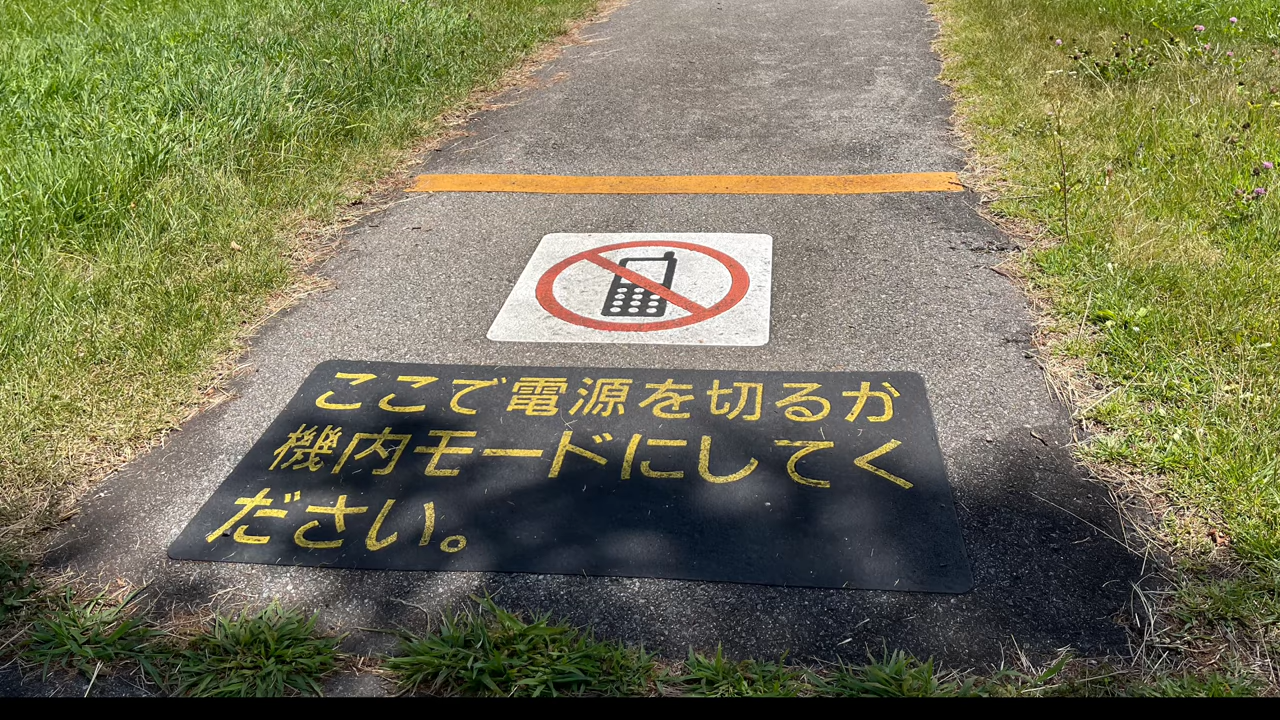 ここで電源を切るか
機内モードにしてく
ださい。